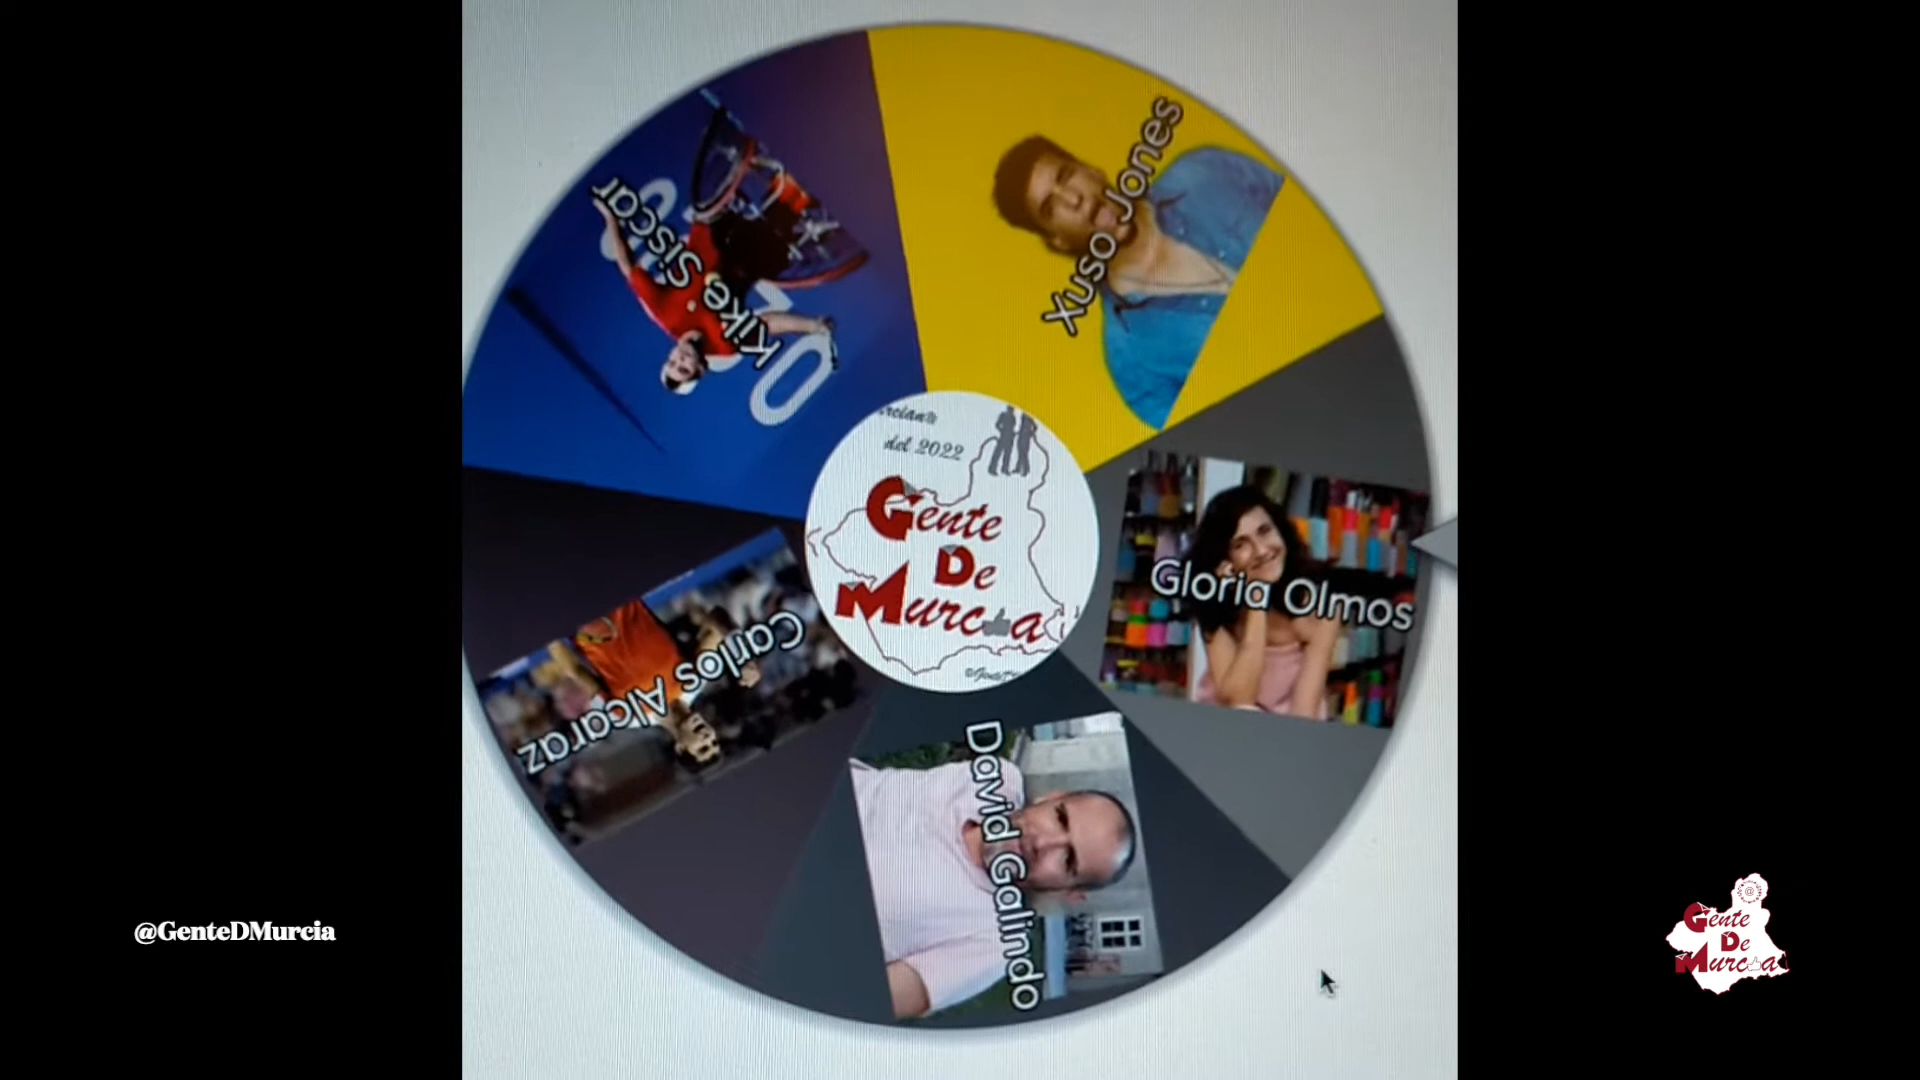 Kike Siscar
Xuso Jones
Gloria Olmos
David Galindo
Carlos Alcaraz
del 2022
Gente
De
Murcia
@GenteDMurcia
Gente
De
Murcia